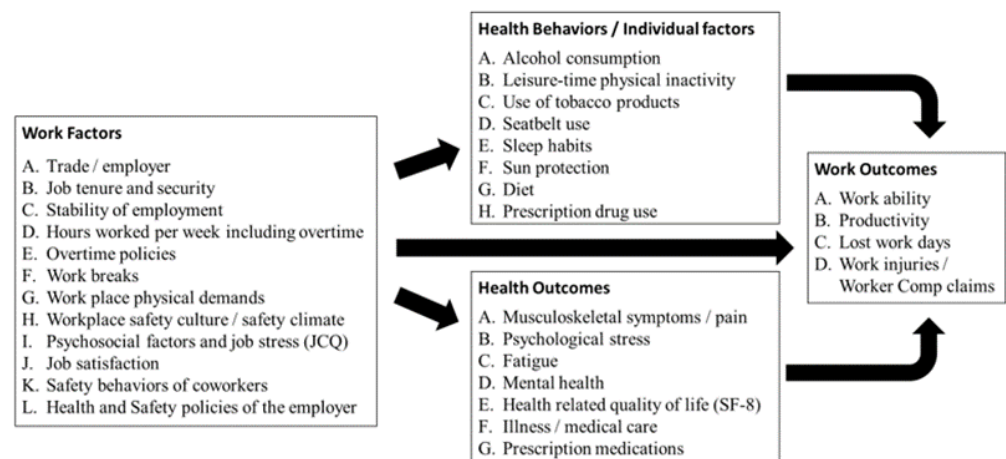 Work Factors
A. Trade / employer
B. Job tenure and security
C. Stability of employment
D. Hours worked per week including overtime
E. Overtime policies
F. Work breaks
G. Work place physical demands
H. Workplace safety culture / safety climate
I. Psychosocial factors and job stress (JCQ)
J. Job satisfaction
K. Safety behaviors of coworkers
L. Health and Safety policies of the employer
Health Behaviors / Individual factors
A. Alcohol consumption
B. Leisure-time physical inactivity
C. Use of tobacco products
D. Seatbelt use
E. Sleep habits
F. Sun protection
G. Diet
H. Prescription drug use
Health Outcomes
A. Musculoskeletal symptoms / pain
B. Psychological stress
C. Fatigue
D. Mental health
E. Health related quality of life (SF-8)
F. Illness / medical care
G. Prescription medications
Work Outcomes
A. Work ability
B. Productivity
C. Lost work days
D. Work injuries /
Worker Comp claims